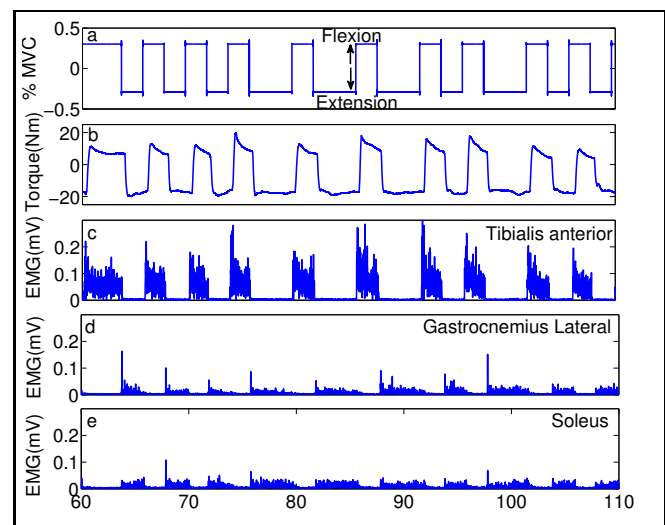 0.5
a
Flexion
% MVC
0
Extension
−0.5
b
20
Torque(Nm)
0
−20
c
Tibialis anterior
EMG(mV)
0.2
0.1
0
d
Gastrocnemius Lateral
EMG(mV)
0.2
0.1
0
e
Soleus
EMG(mV)
0.2
0.1
0
60 70 80 90 100 110